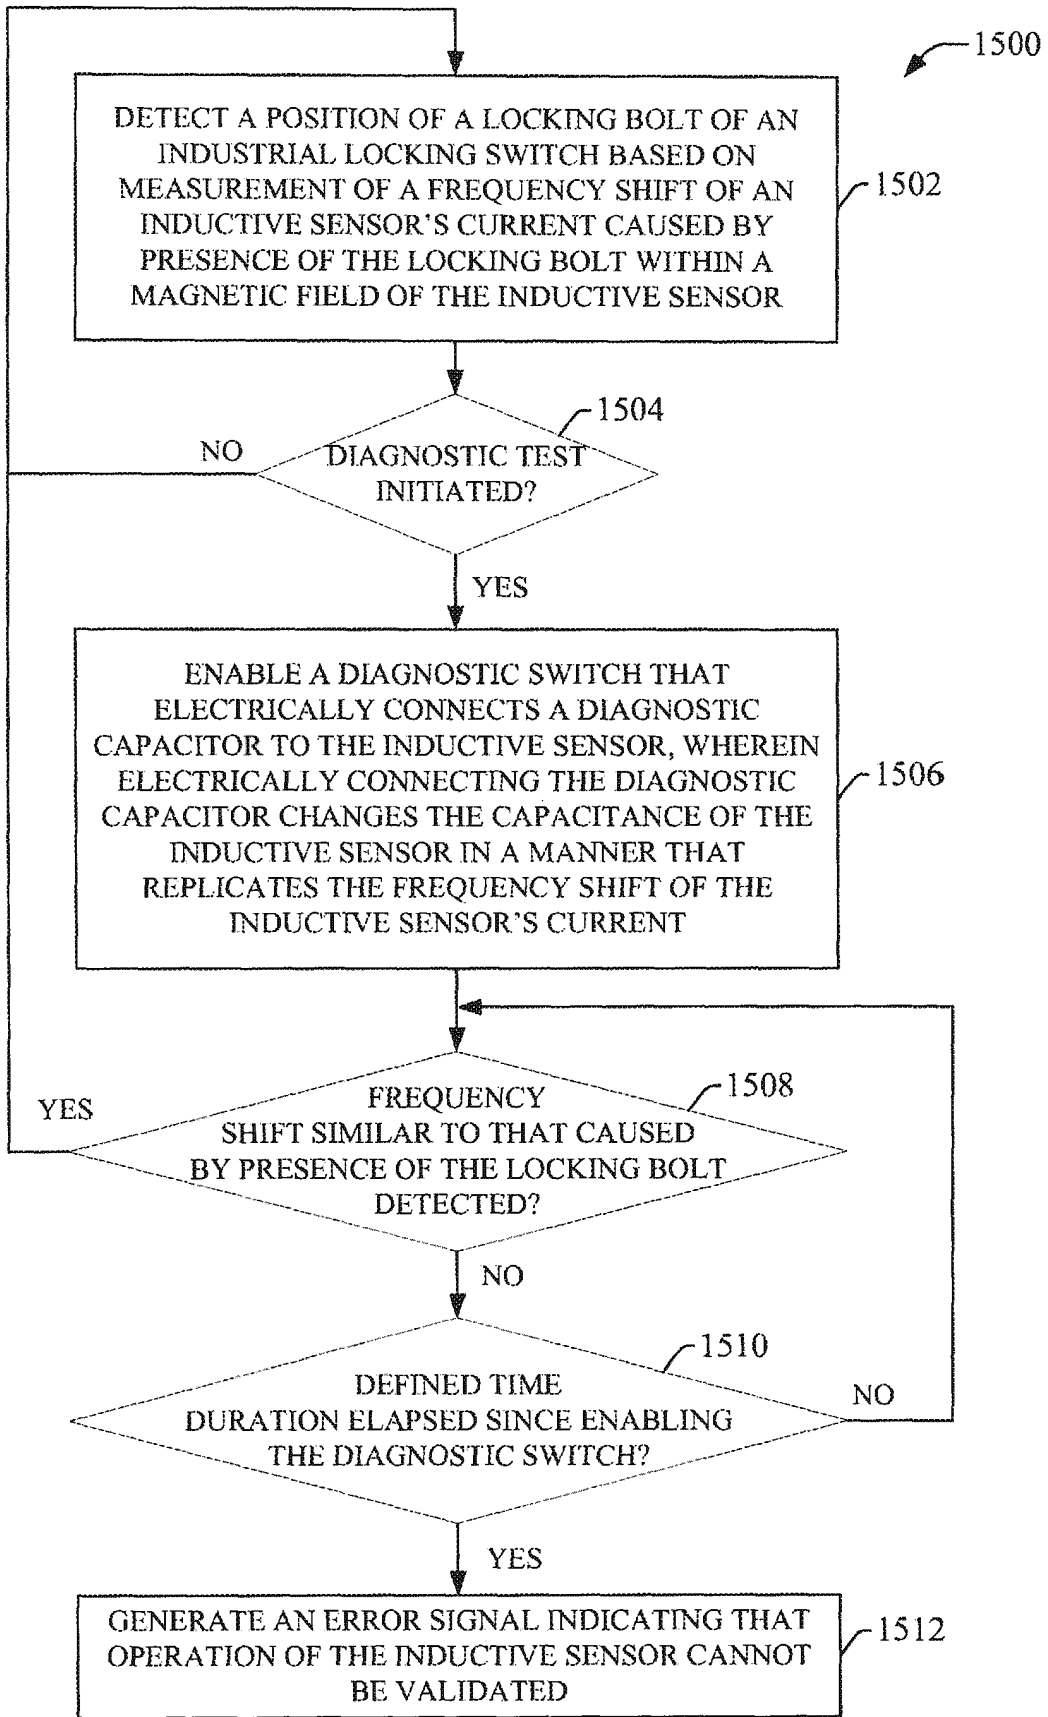 1500
DETECT A POSITION OF A LOCKING BOLT OF AN
INDUSTRIAL LOCKING SWITCH BASED ON
MEASUREMENT OF A FREQUENCY SHIFT OF AN
INDUCTIVE SENSOR'S CURRENT CAUSED BY
PRESENCE OF THE LOCKING BOLT WITHIN A
MAGNETIC FIELD OF THE INDUCTIVE SENSOR
1502
1504
NO
DIAGNOSTIC TEST
INITIATED?
YES
ENABLE A DIAGNOSTIC SWITCH THAT
ELECTRICALLY CONNECTS A DIAGNOSTIC
CAPACITOR TO THE INDUCTIVE SENSOR, WHEREIN
ELECTRICALLY CONNECTING THE DIAGNOSTIC
CAPACITOR CHANGES THE CAPACITANCE OF THE
INDUCTIVE SENSOR IN A MANNER THAT
REPLICATES THE FREQUENCY SHIFT OF THE
INDUCTIVE SENSOR'S CURRENT
1506
1508
YES
FREQUENCY
SHIFT SIMILAR TO THAT CAUSED
BY PRESENCE OF THE LOCKING BOLT
DETECTED?
NO
1510
DEFINED TIME
DURATION ELAPSED SINCE ENABLING
THE DIAGNOSTIC SWITCH?
NO
YES
GENERATE AN ERROR SIGNAL INDICATING THAT
OPERATION OF THE INDUCTIVE SENSOR CANNOT
BE VALIDATED
1512